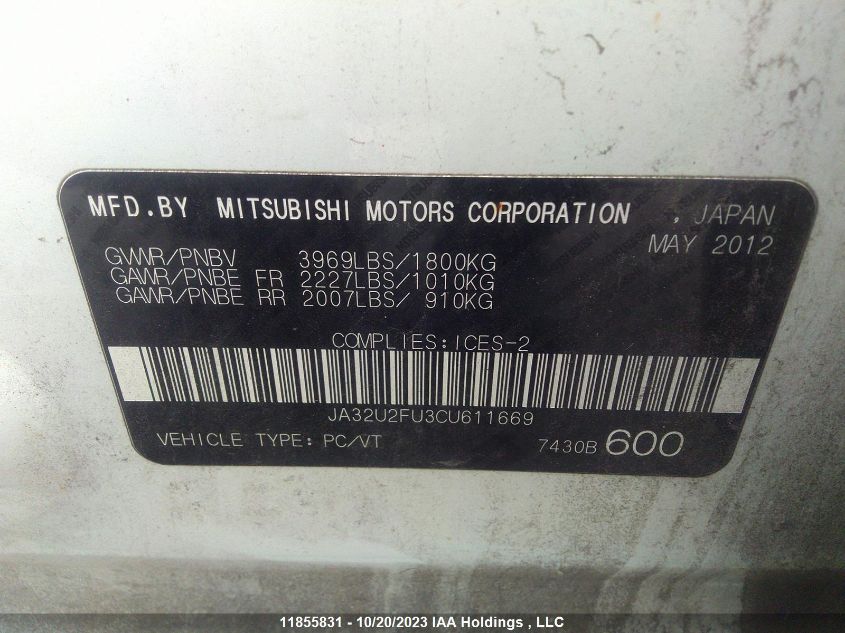 MFD.BY MITSUBISHI MOTORS CORPORATION , JAPAN
MAY 2012
GVWR/PNBV 3969LBS/1800KG
GAWR/PNBE FR 2227LBS/1010KG
GAWR/PNBE RR 2007LBS/ 910KG
COMPLIES:ICES-2
JA32U2FU3CU611669
VEHICLE TYPE: PC/VT 7430B 600
11855831 - 10/20/2023 IAA Holdings , LLC